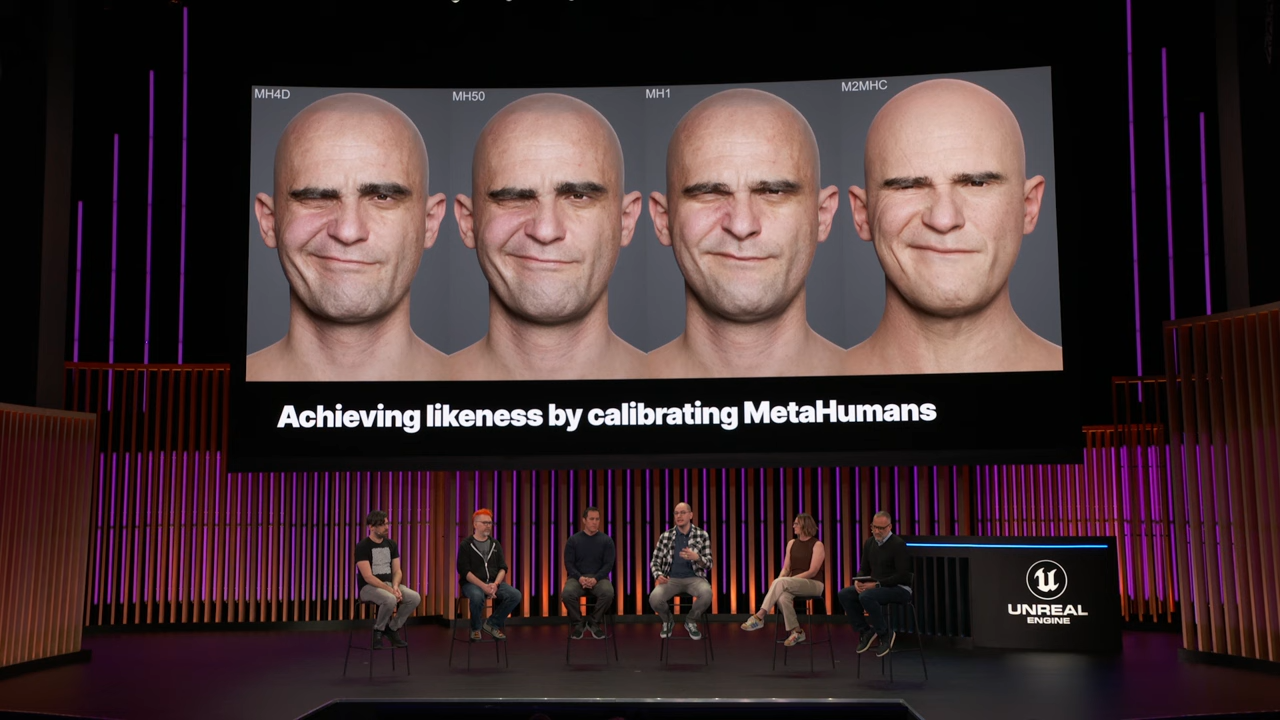 MH4D
MH50
MH1
M2MHC
Achieving likeness by calibrating MetaHumans
UNREAL
ENGINE